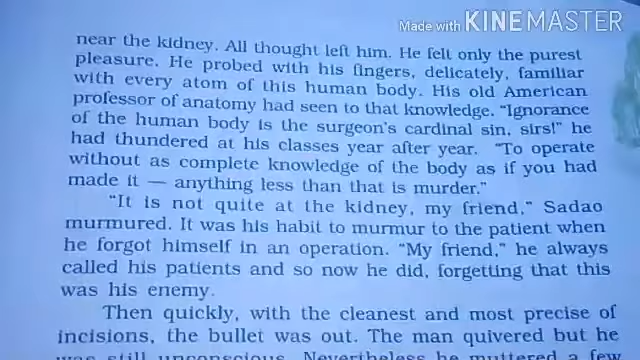 Made with KINEMASTER
near the kidney. All thought left him. He felt only the purest
pleasure. He probed with his fingers, delicately, familiar
with every atom of this human body. His old American
professor of anatomy had seen to that knowledge. "Ignorance
of the human body is the surgeon's cardinal sin, sirs!" he
had thundered at his classes year after year. "To operate
without as complete knowledge of the body as if you had
made it — anything less than that is murder."
"It is not quite at the kidney, my friend," Sadao
murmured. It was his habit to murmur to the patient when
he forgot himself in an operation. "My friend," he always
called his patients and so now he did, forgetting that this
was his enemy.
Then quickly, with the cleanest and most precise of
incisions, the bullet was out. The man quivered but he
was still unconscious. Nevertheless he muttered a few